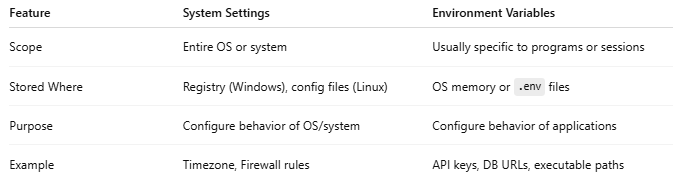 Feature System Settings Environment Variables
Scope Entire OS or system Usually specific to programs or sessions
Stored Where Registry (Windows), config files (Linux) OS memory or .env files
Purpose Configure behavior of OS/system Configure behavior of applications
Example Timezone, Firewall rules API keys, DB URLs, executable paths